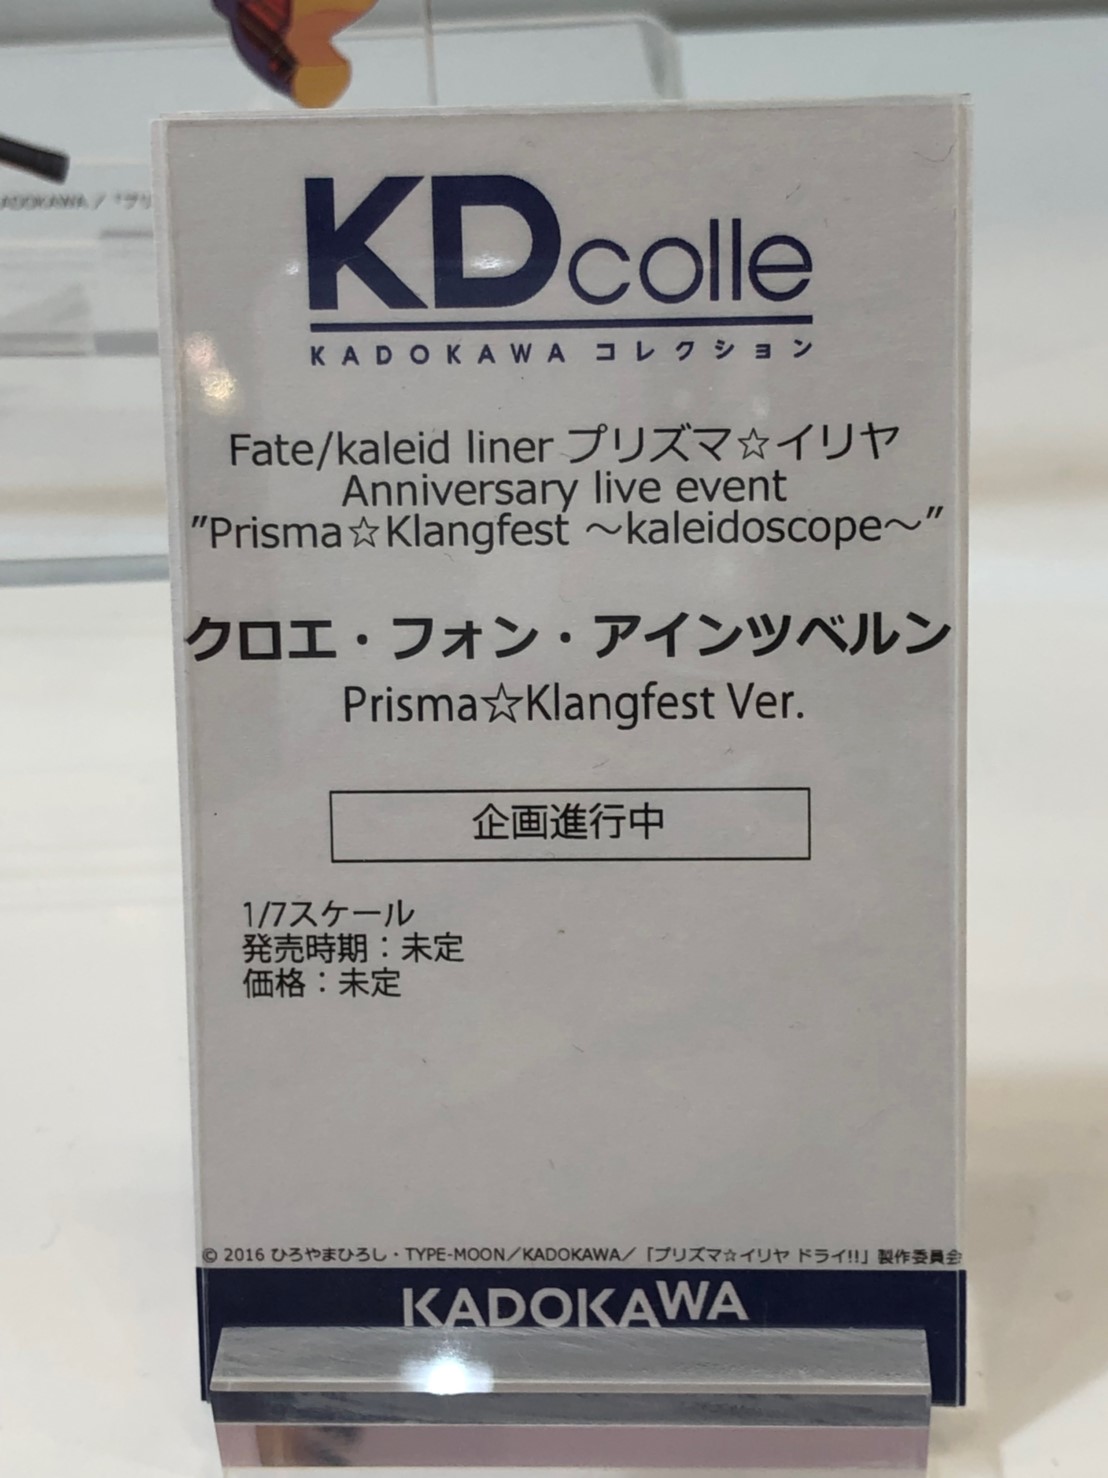 KDcolle
KADOKAWA コレクション
Fate/kaleid liner プリズマ☆イリヤ
Anniversary live event
"Prisma☆Klangfest ～kaleidoscope～"
クロエ・フォン・アインツベルン
Prisma☆Klangfest Ver.
企画進行中
1/7スケール
発売時期：未定
価格：未定
© 2016 ひろやまひろし・TYPE-MOON／KADOKAWA／「プリズマ☆イリヤ ドライ!!」製作委員会
KADOKAWA